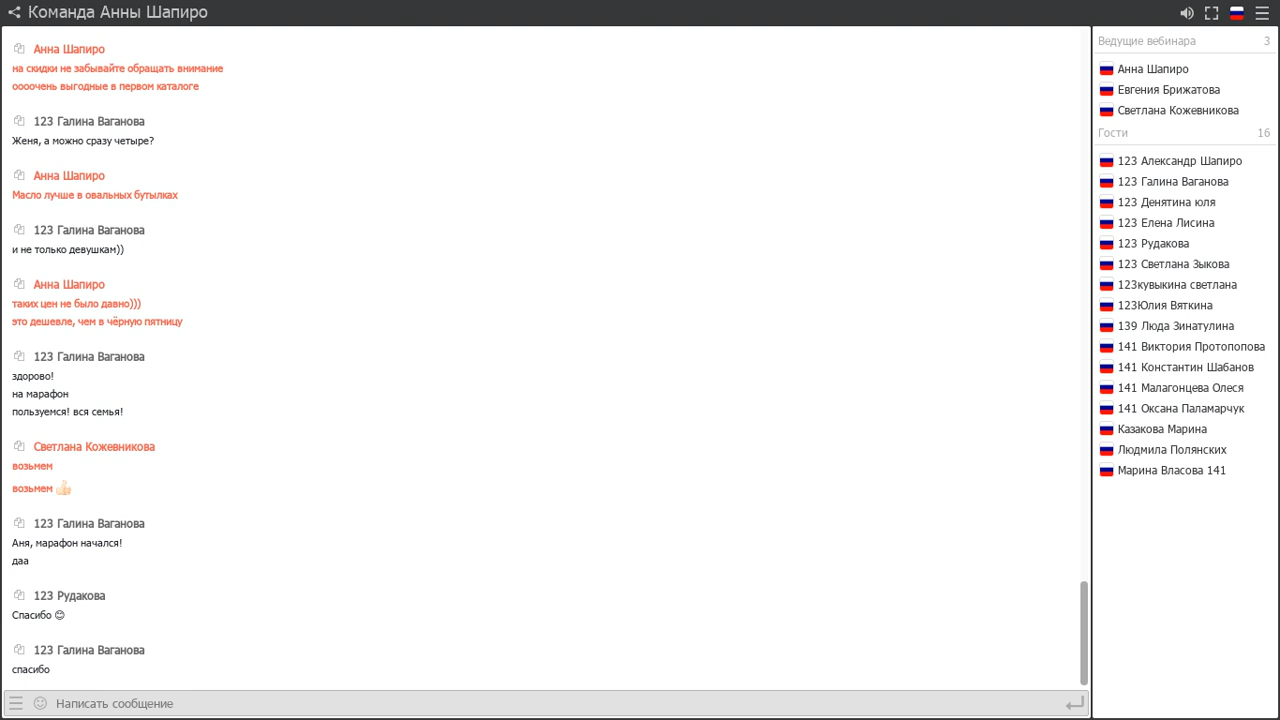 Команда Анны Шапиро
Анна Шапиро
на скидки не забывайте обращать внимание
оооочень выгодные в первом каталоге
123 Галина Ваганова
Женя, а можно сразу четыре?
Анна Шапиро
Масло лучше в овальных бутылках
123 Галина Ваганова
и не только девушкам))
Анна Шапиро
таких цен не было давно)))
это дешевле, чем в чёрную пятницу
123 Галина Ваганова
здорово!
на марафон
пользуемся! вся семья!
Светлана Кожевникова
возьмем
возьмем
123 Галина Ваганова
Аня, марафон начался!
даа
123 Рудакова
Спасибо 😊
123 Галина Ваганова
спасибо
Написать сообщение
Ведущие вебинара 3
Анна Шапиро
Евгения Брижатова
Светлана Кожевникова
Гости 16
123 Александр Шапиро
123 Галина Ваганова
123 Денятина юля
123 Елена Лисина
123 Рудакова
123 Светлана Зыкова
123кувыкина светлана
123Юлия Вяткина
139 Люда Зинатулина
141 Виктория Протопопова
141 Константин Шабанов
141 Малагонцева Олеся
141 Оксана Паламарчук
Казакова Марина
Людмила Полянских
Марина Власова 141